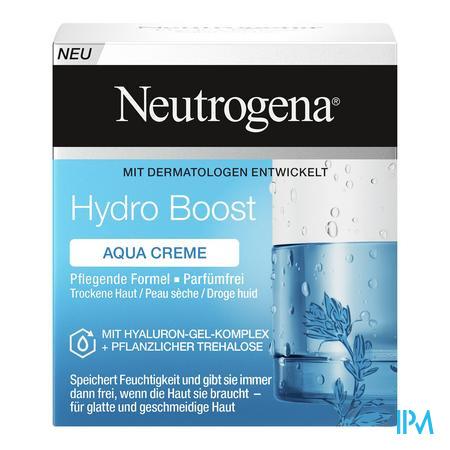 NEU
Neutrogena®
MIT DERMATOLOGEN ENTWICKELT
Hydro Boost
AQUA CREME
Pflegende Formel ▪ Parfümfrei
Trockene Haut / Peau sèche / Droge huid
MIT HYALURON-GEL-KOMPLEX
+ PFLANZLICHER TREHALOSE
Speichert Feuchtigkeit und gibt sie immer
dann frei, wenn die Haut sie braucht –
für glatte und geschmeidige Haut
IPM